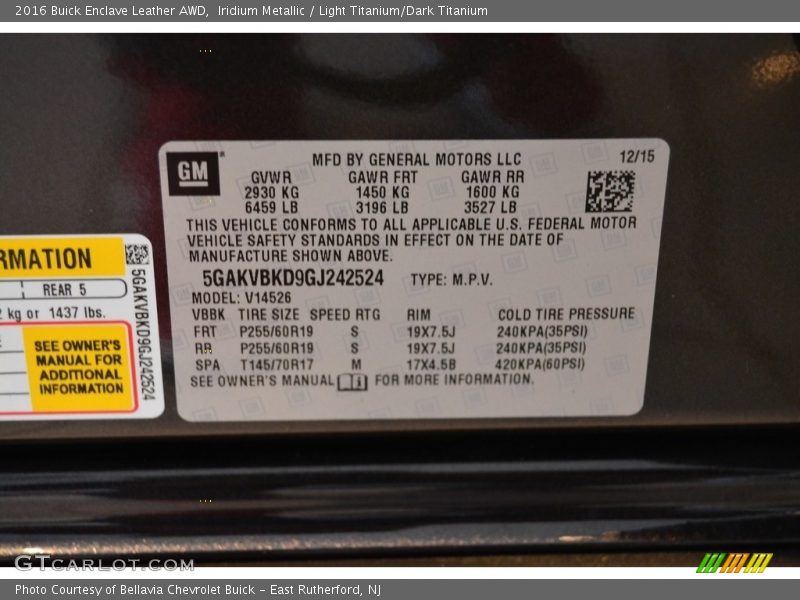 2016 Buick Enclave Leather AWD,  Iridium Metallic / Light Titanium/Dark Titanium
GM
MFD BY GENERAL MOTORS LLC 12/15
GVWR GAWR FRT GAWR RR
2930 KG 1450 KG 1600 KG
6459 LB 3196 LB 3527 LB
THIS VEHICLE CONFORMS TO ALL APPLICABLE U.S. FEDERAL MOTOR
VEHICLE SAFETY STANDARDS IN EFFECT ON THE DATE OF
MANUFACTURE SHOWN ABOVE.
5GAKVBKD9GJ242524 TYPE: M.P.V.
MODEL: V14526
VBBK TIRE SIZE SPEED RTG RIM COLD TIRE PRESSURE
FRT P255/60R19 S 19X7.5J 240KPA(35PSI)
RR P255/60R19 S 19X7.5J 240KPA(35PSI)
SPA T145/70R17 M 17X4.5B 420KPA(60PSI)
SEE OWNER'S MANUAL FOR MORE INFORMATION.
RMATION
REAR 5
kg or 1437 lbs.
SEE OWNER'S
MANUAL FOR
ADDITIONAL
INFORMATION
5GAKVBKD9GJ242524
GTCARLOT.COM
Photo Courtesy of Bellavia Chevrolet Buick - East Rutherford, NJ